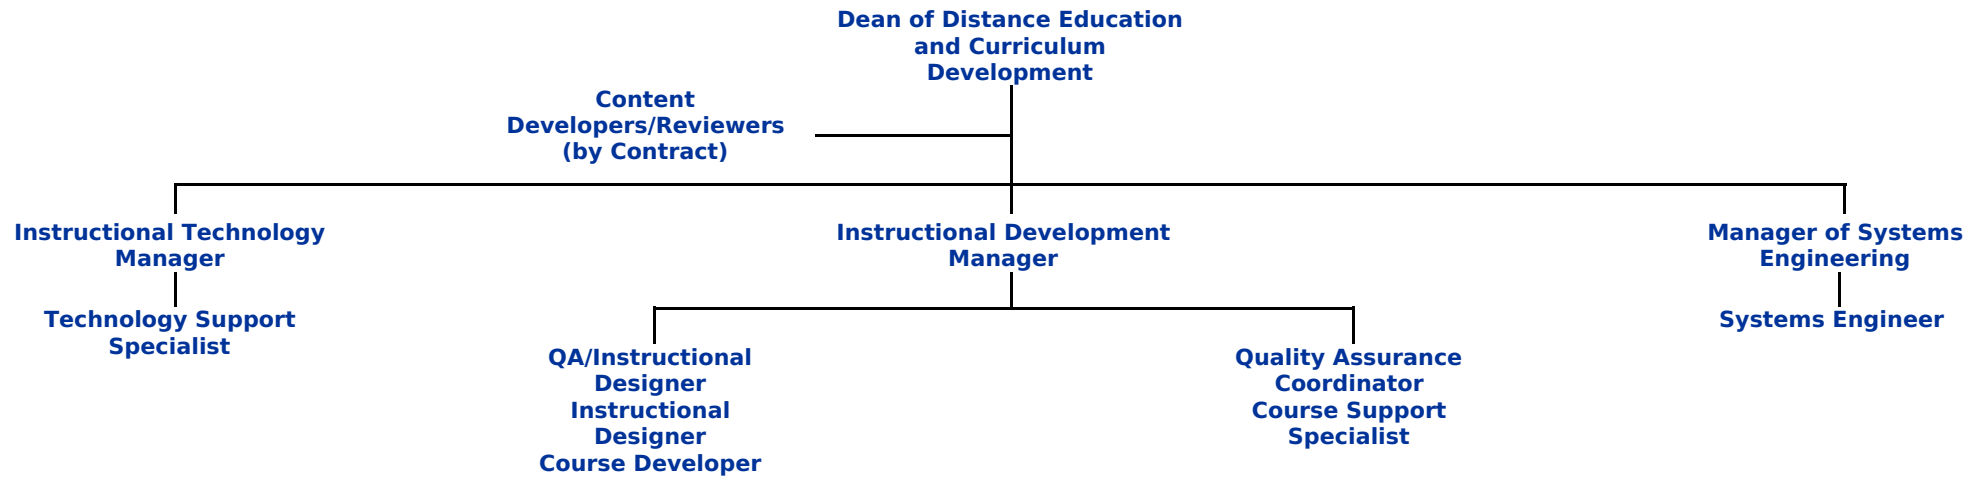 Dean of Distance Education
and Curriculum
Development
Content
Developers/Reviewers
(by Contract)
Instructional Technology
Manager
Instructional Development
Manager
Manager of Systems
Engineering
Technology Support
Specialist
Systems Engineer
QA/Instructional
Designer
Instructional
Designer
Course Developer
Quality Assurance
Coordinator
Course Support
Specialist